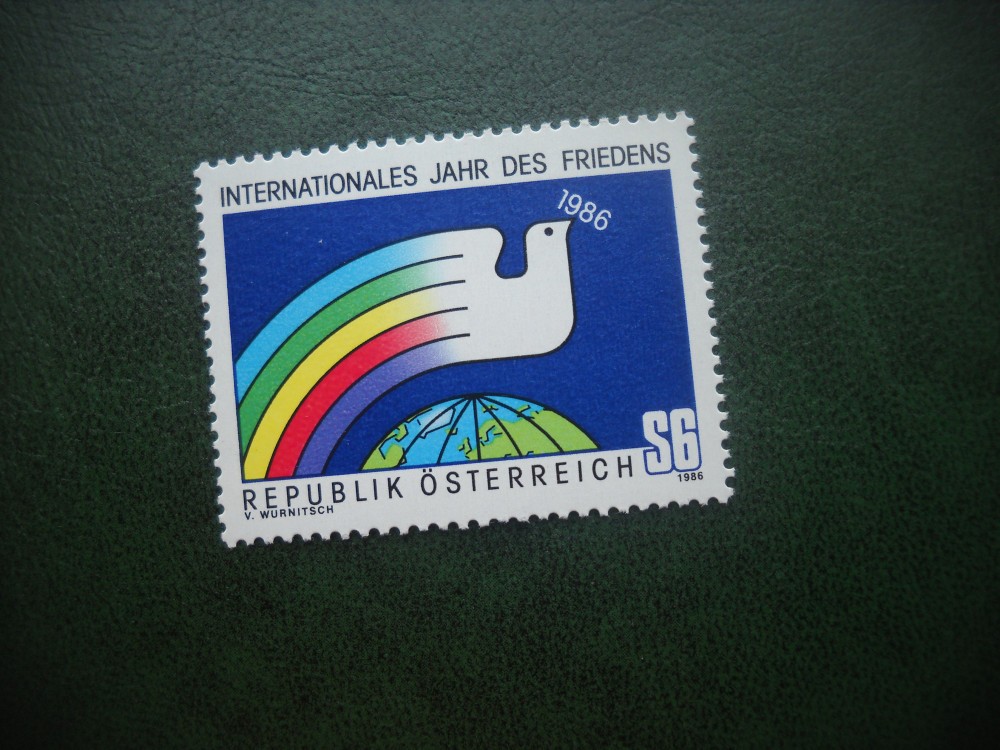 INTERNATIONALES JAHR DES FRIEDENS
1986
S6
REPUBLIK ÖSTERREICH
V. WURNITSCH
1986